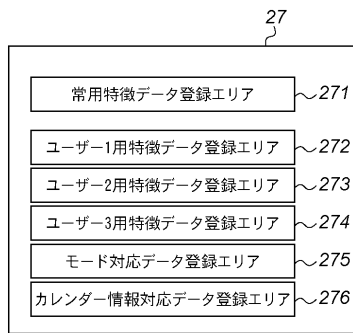 27
常用特徴データ登録エリア 271
ユーザー1用特徴データ登録エリア 272
ユーザー2用特徴データ登録エリア 273
ユーザー3用特徴データ登録エリア 274
モード対応データ登録エリア 275
カレンダー情報対応データ登録エリア 276